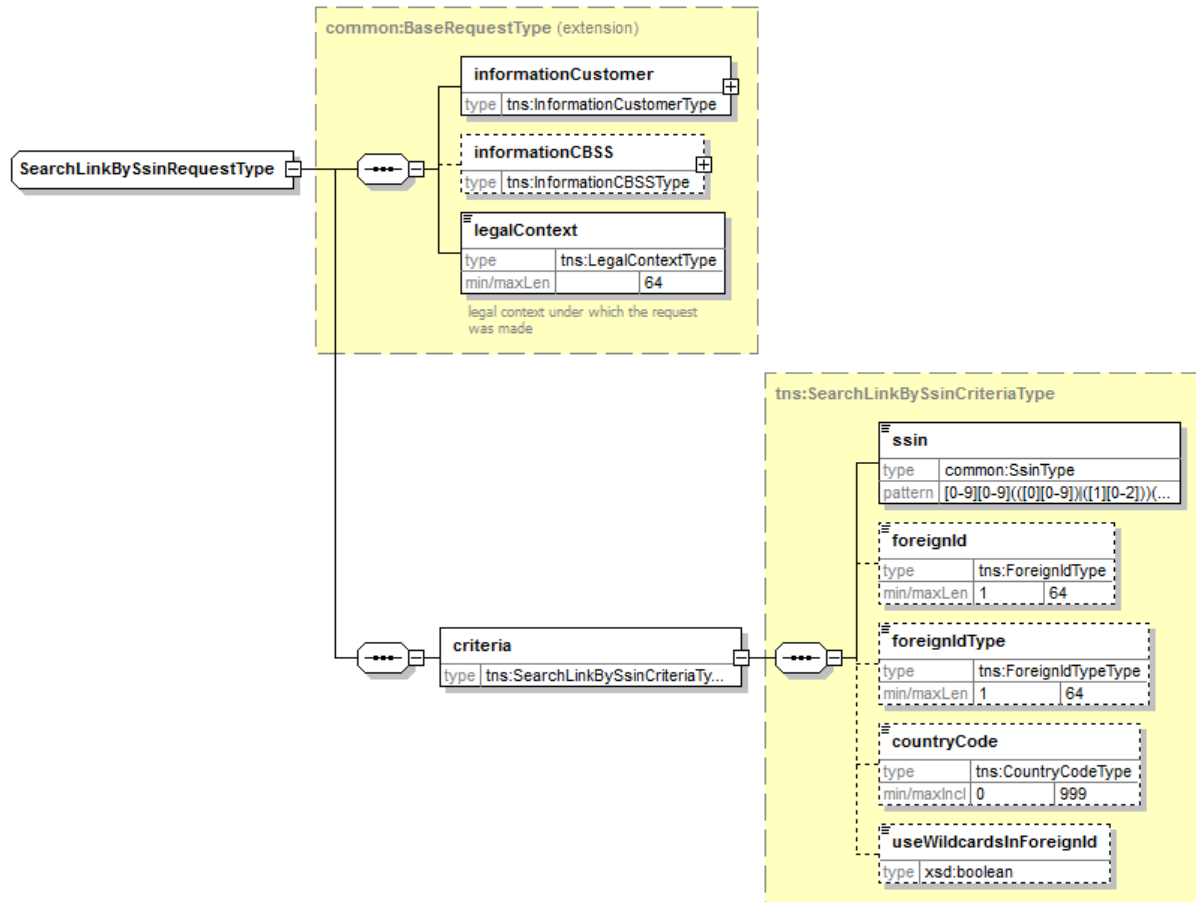 common:BaseRequestType (extension)
informationCustomer
type tns:InformationCustomerType
informationCBSS
type tns:InformationCBSSType
SearchLinkBySsinRequestType
legalContext
type tns:LegalContextType
min/maxLen 64
legal context under which the request
was made
tns:SearchLinkBySsinCriteriaType
ssin
type common:SsinType
pattern [0-9][0-9](([0][0-9])|([1][0-2]))(...
foreignId
type tns:ForeignIdType
min/maxLen 1 64
criteria
type tns:SearchLinkBySsinCriteriaTy...
foreignIdType
type tns:ForeignIdTypeType
min/maxLen 1 64
countryCode
type tns:CountryCodeType
min/maxIncl 0 999
useWildcardsInForeignId
type xsd:boolean